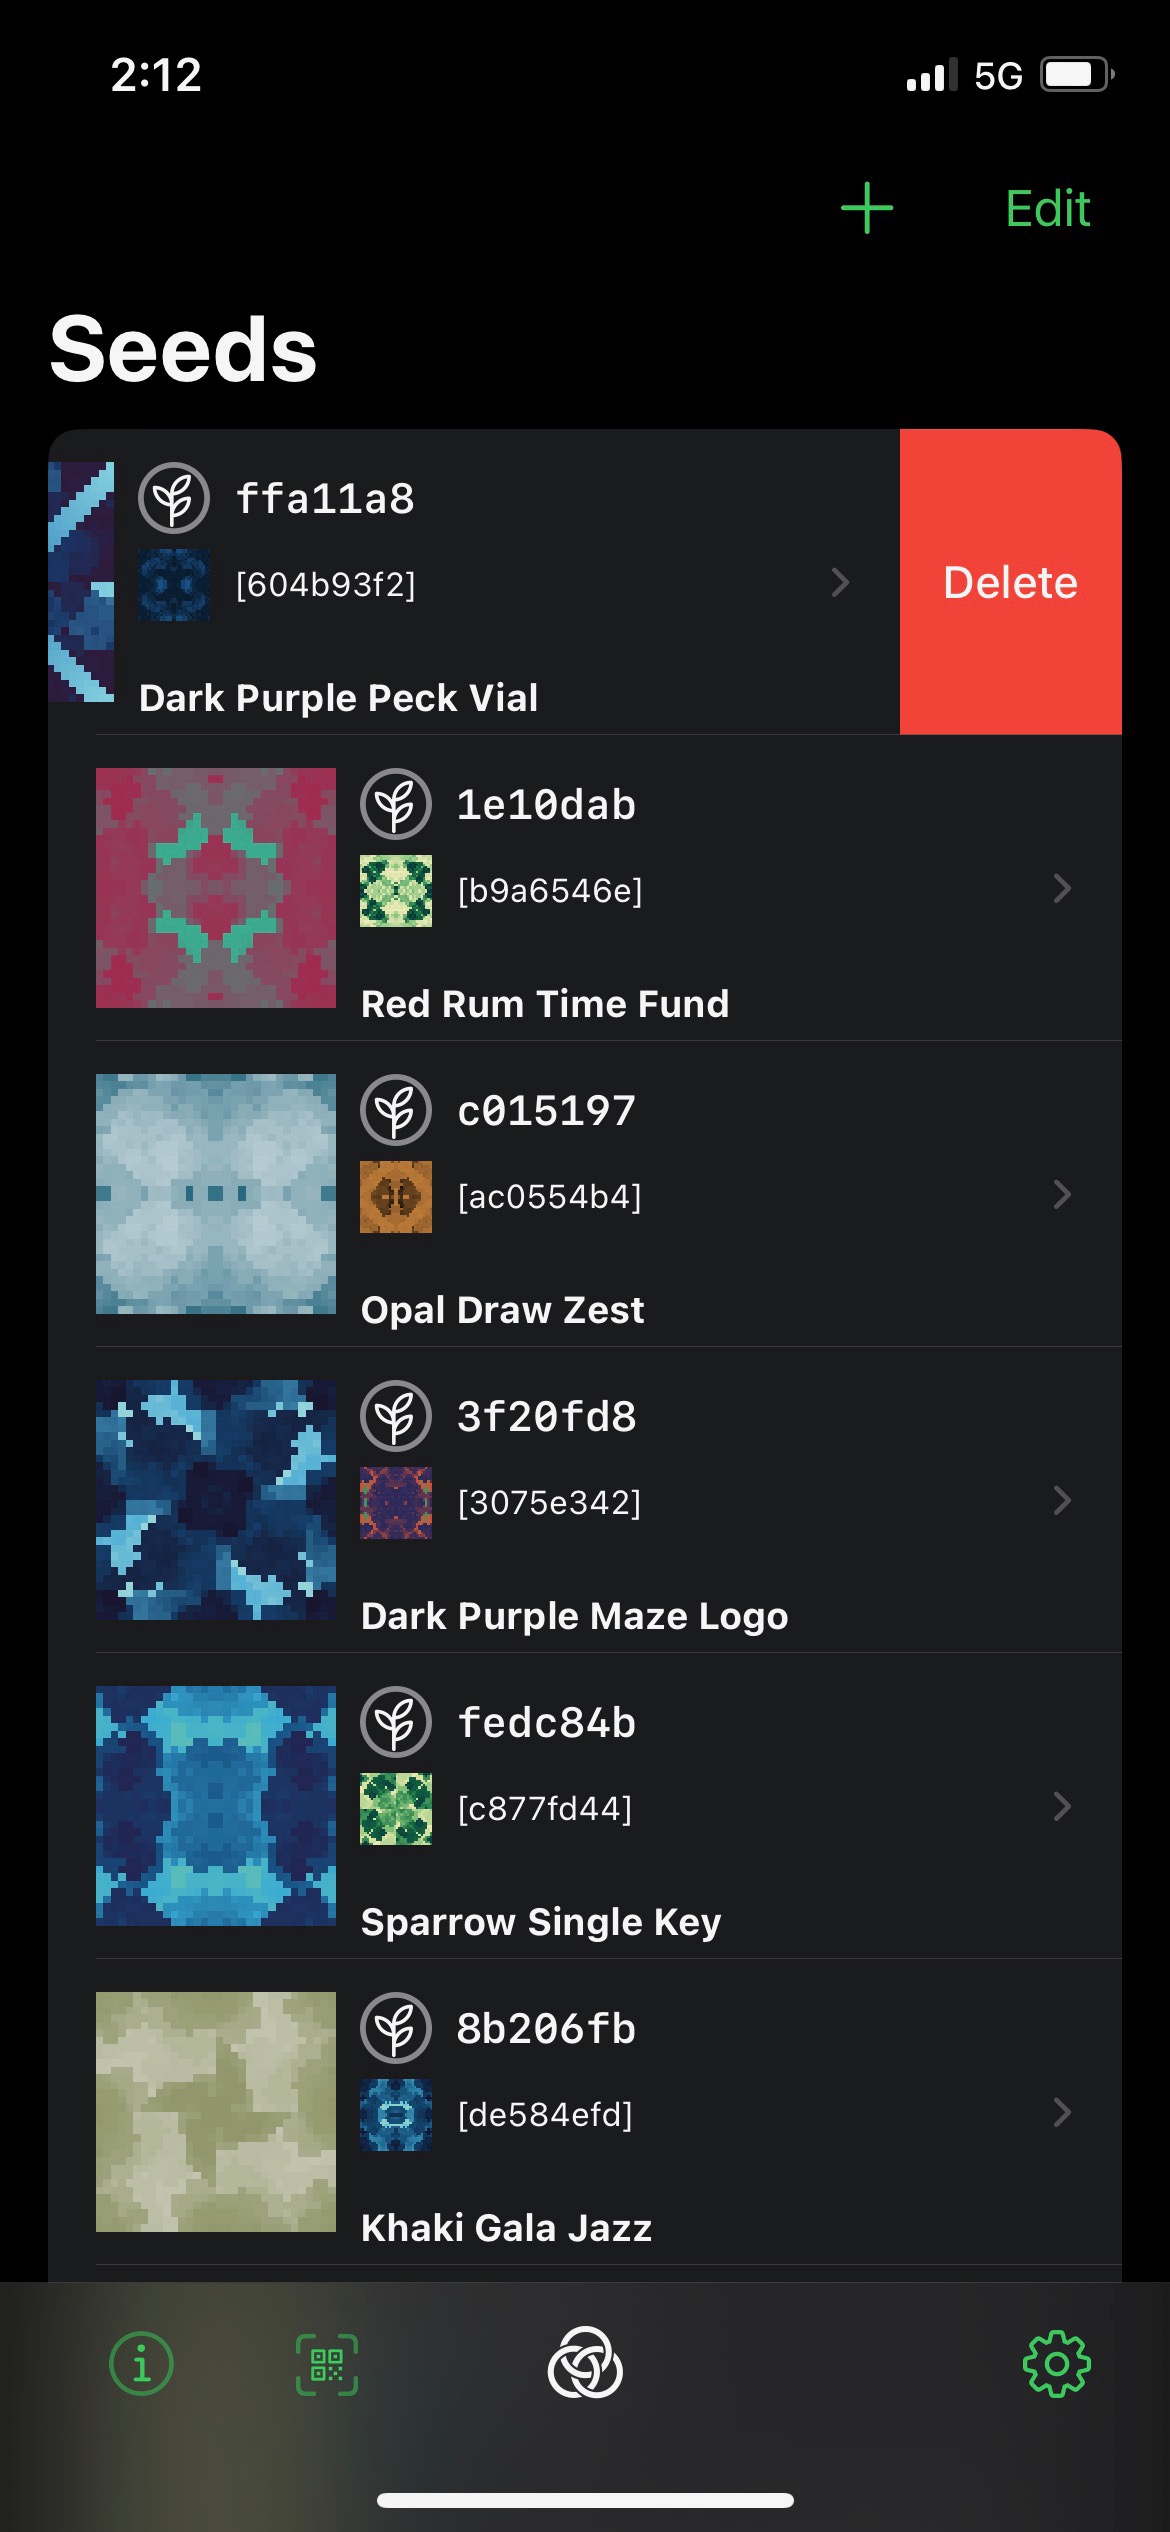 2:12
5G
Edit
Seeds
ffa11a8
[604b93f2]
Delete
Dark Purple Peck Vial
1e10dab
[b9a6546e]
Red Rum Time Fund
c015197
[ac0554b4]
Opal Draw Zest
3f20fd8
[3075e342]
Dark Purple Maze Logo
fedc84b
[c877fd44]
Sparrow Single Key
8b206fb
[de584efd]
Khaki Gala Jazz